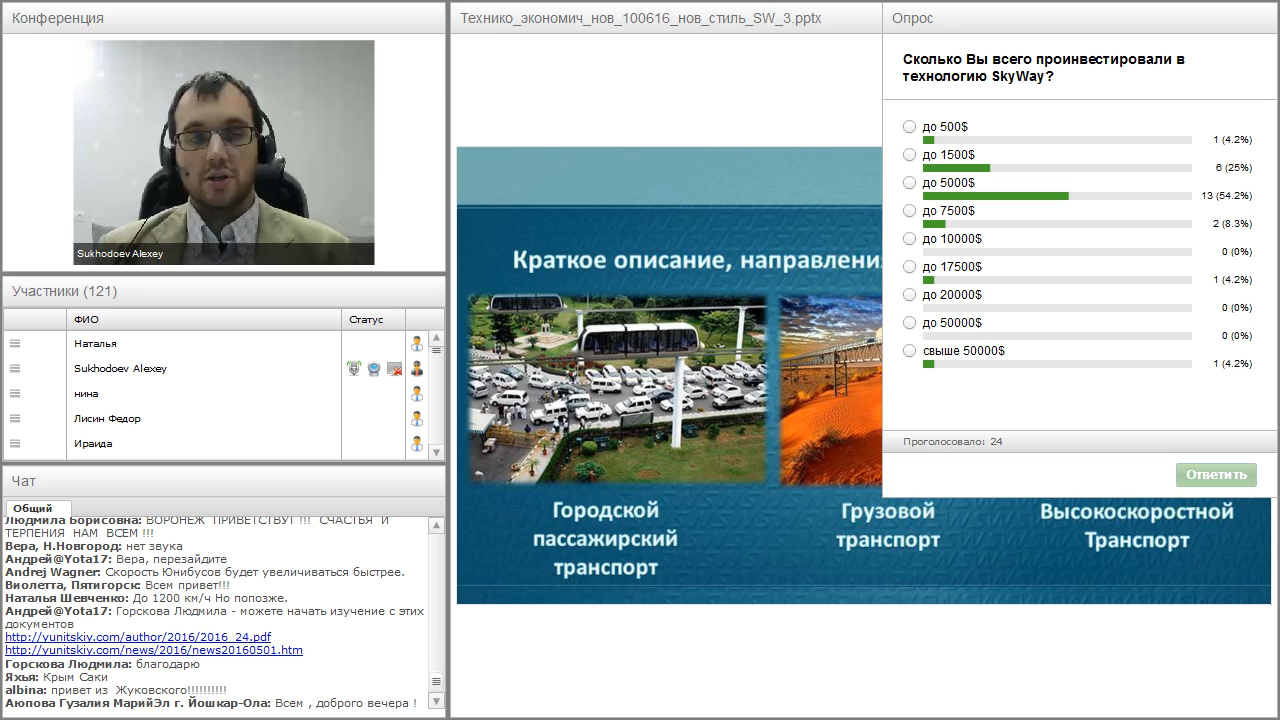 Конференция
Sukhodoev Alexey
Участники (121)
ФИО
Статус
Наталья
Sukhodoev Alexey
нина
Лисин Федор
Ираида
Чат
Общий
Людмила Борисовна: ВОРОНЕЖ ПРИВЕТСТВУТ !!! СЧАСТЬЯ И
ТЕРПЕНИЯ НАМ ВСЕМ !!!
Вера, Н.Новгород: нет звука
Андрей@Yota17: Вера, перезайдите
Andrej Wagner: Скорость Юнибусов будет увеличиваться быстрее.
Виолетта, Пятигорск: Всем привет!!!
Наталья Шевченко: До 1200 км/ч Но попозже.
Андрей@Yota17: Горскова Людмила - можете начать изучение с этих
документов
http://yunitskiy.com/author/2016/2016_24.pdf
http://yunitskiy.com/news/2016/news20160501.htm
Горскова Людмила: благодарю
Яхья: Крым Саки
albina: привет из Жуковского!!!!!!!!!!
Аюпова Гузалия МарийЭл г. Йошкар-Ола: Всем , доброго вечера !
Технико_экономич_нов_100616_нов_стиль_SW_3.pptx
Краткое описание, направлени
Городской
пассажирский
транспорт
Грузовой
транспорт
Высокоскоростной
Транспорт
Опрос
Сколько Вы всего проинвестировали в
технологию SkyWay?
до 500$
1 (4.2%)
до 1500$
6 (25%)
до 5000$
13 (54.2%)
до 7500$
2 (8.3%)
до 10000$
0 (0%)
до 17500$
1 (4.2%)
до 20000$
0 (0%)
до 50000$
0 (0%)
свыше 50000$
1 (4.2%)
Проголосовало: 24
Ответить